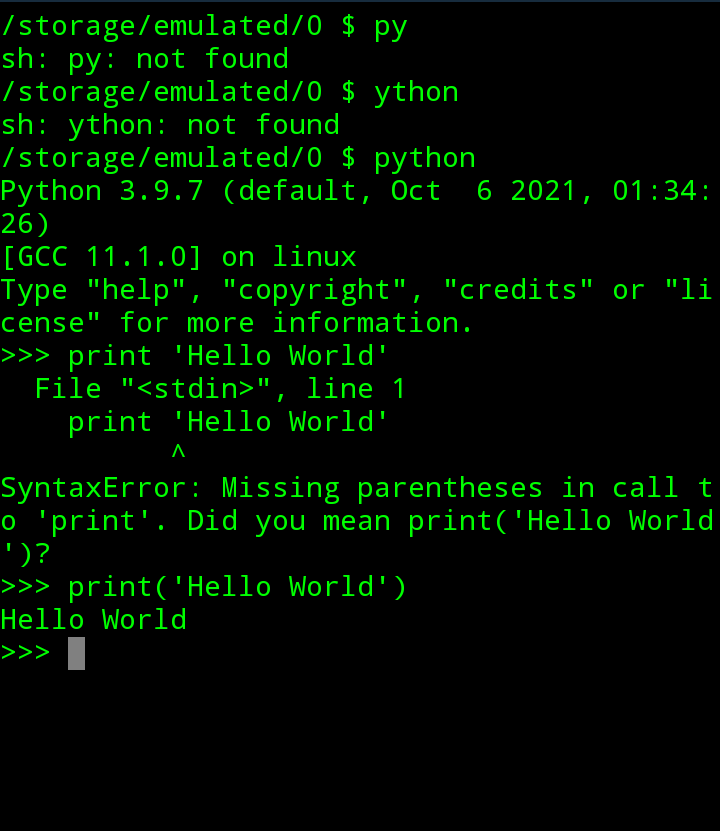 /storage/emulated/0 $ py
sh: py: not found
/storage/emulated/0 $ ython
sh: ython: not found
/storage/emulated/0 $ python
Python 3.9.7 (default, Oct  6 2021, 01:34:
26)
[GCC 11.1.0] on linux
Type "help", "copyright", "credits" or "li
cense" for more information.
>>> print 'Hello World'
  File "<stdin>", line 1
    print 'Hello World'
          ^
SyntaxError: Missing parentheses in call t
o 'print'. Did you mean print('Hello World
')?
>>> print('Hello World')
Hello World
>>>